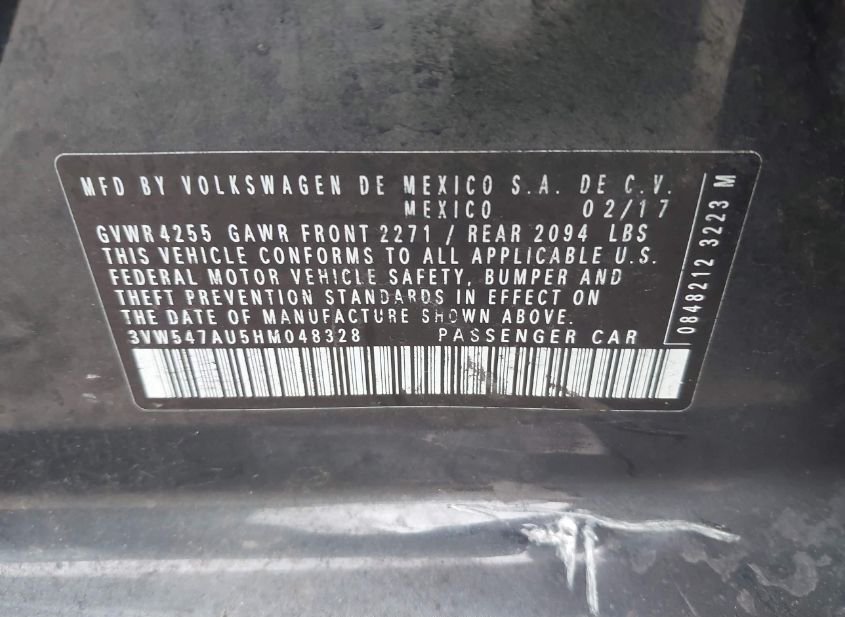 MFD BY VOLKSWAGEN DE MEXICO S.A. DE C.V.
MEXICO 02/17
GVWR 4255 GAWR FRONT 2271 / REAR 2094 LBS
THIS VEHICLE CONFORMS TO ALL APPLICABLE U.S.
FEDERAL MOTOR VEHICLE SAFETY, BUMPER AND
THEFT PREVENTION STANDARDS IN EFFECT ON
THE DATE OF MANUFACTURE SHOWN ABOVE.
3VW547AU5HM048328 PASSENGER CAR
0848212 3223 M